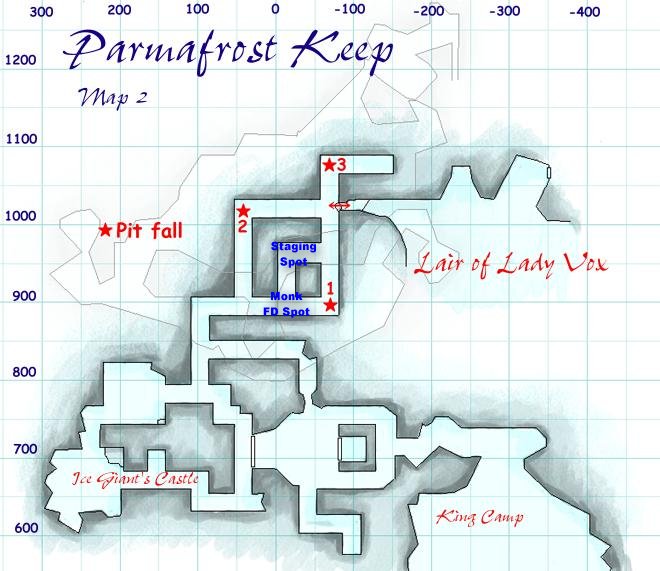 300 200 100 0 -100 -200 -300 -400
1200
Parmafrost Keep
Map 2
1100
3
1000
Pit fall
2
Staging
Spot
Lair of Lady Vox
1
900
Monk
FD Spot
800
700
Ice Giant's Castle
King Camp
600